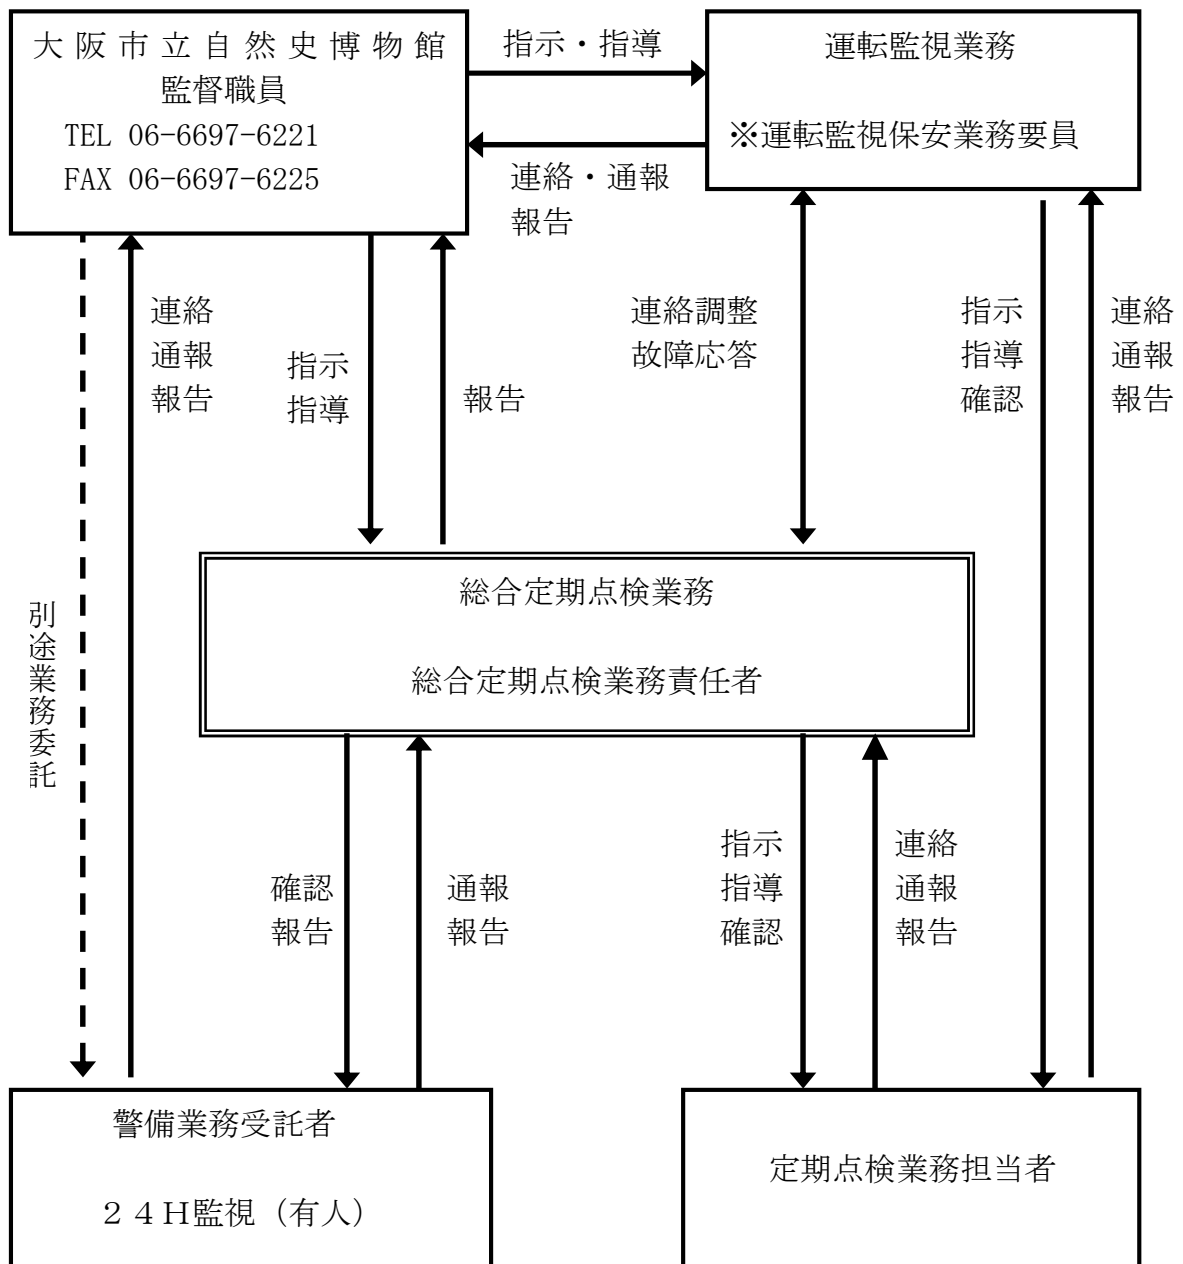 大阪市立自然史博物館
監督職員
TEL 06-6697-6221
FAX 06-6697-6225
指示・指導
連絡・通報
報告
運転監視業務
※運転監視保安業務要員
連絡
通報
報告
指示
指導
報告
連絡調整
故障応答
指示
指導
確認
連絡
通報
報告
別途業務委託
総合定期点検業務
総合定期点検業務責任者
確認
報告
通報
報告
指示
指導
確認
連絡
通報
報告
警備業務受託者
24H監視（有人）
定期点検業務担当者